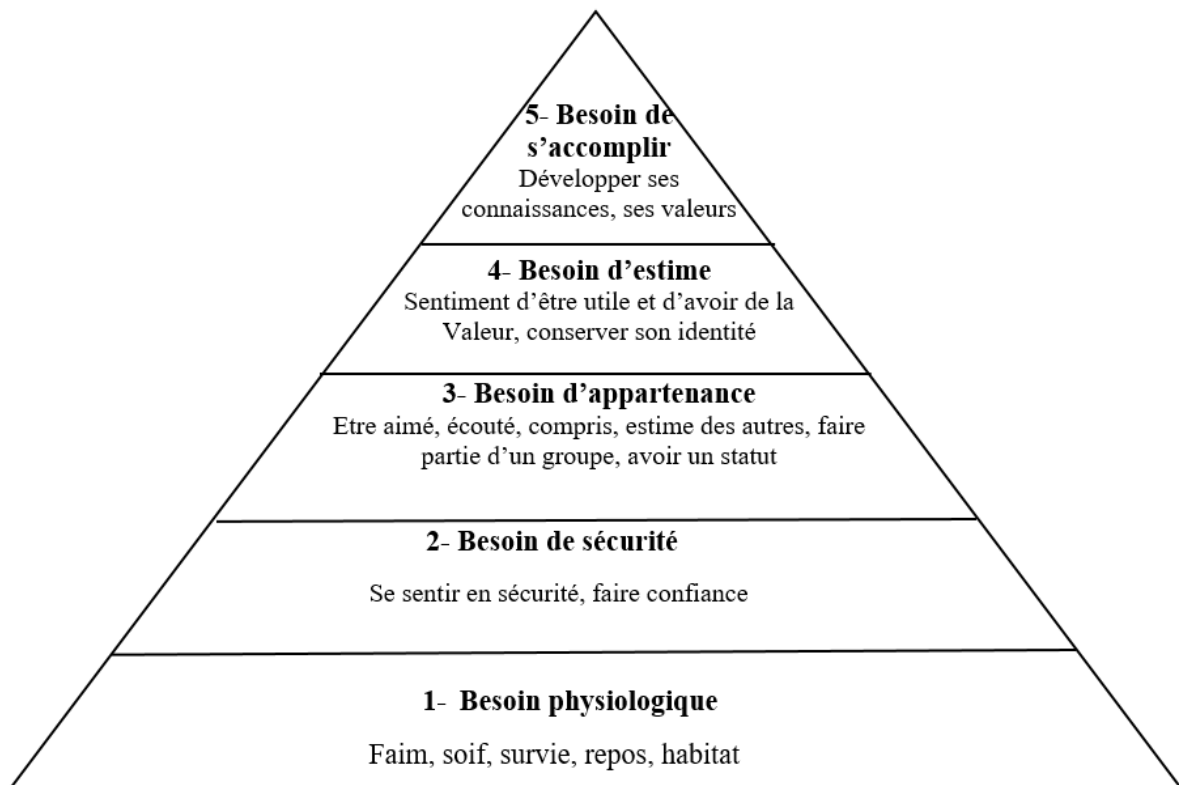 5- Besoin de
s’accomplir
Développer ses
connaissances, ses valeurs
4- Besoin d’estime
Sentiment d’être utile et d’avoir de la
Valeur, conserver son identité
3- Besoin d’appartenance
Etre aimé, écouté, compris, estime des autres, faire
partie d’un groupe, avoir un statut
2- Besoin de sécurité
Se sentir en sécurité, faire confiance
1- Besoin physiologique
Faim, soif, survie, repos, habitat